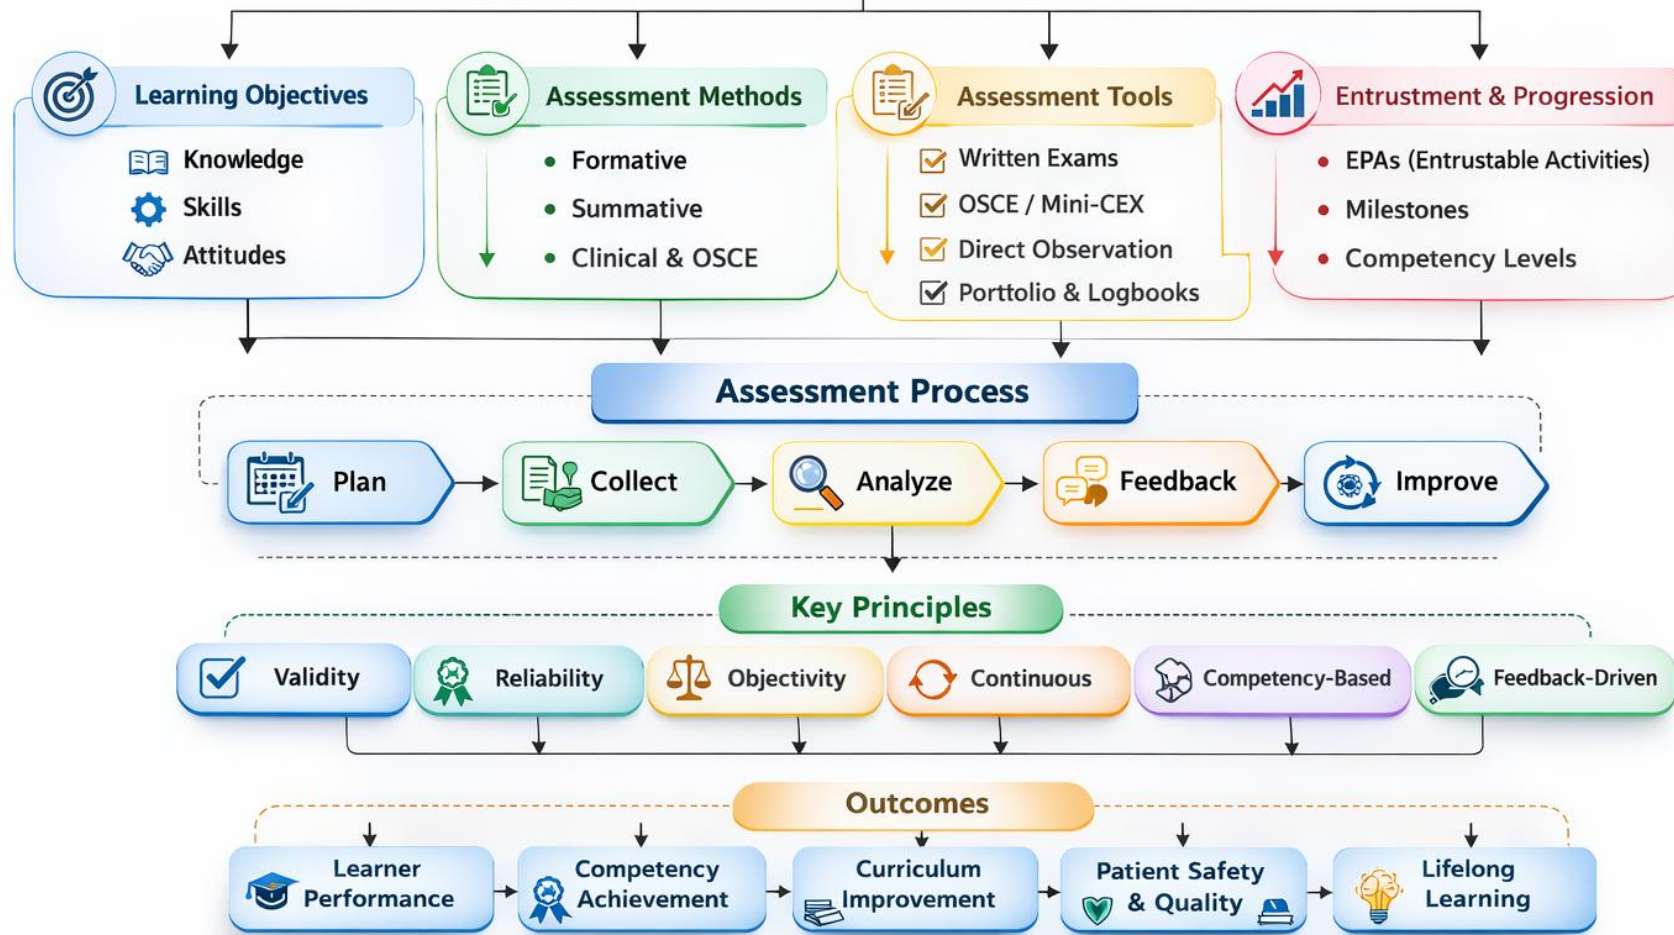 Learning Objectives
Knowledge
Skills
Attitudes
Assessment Methods
Formative
Summative
Clinical & OSCE
Assessment Tools
Written Exams
OSCE / Mini-CEX
Direct Observation
Porttolio & Logbooks
Entrustment & Progression
EPAs (Entrustable Activities)
Milestones
Competency Levels
Assessment Process
Plan
Collect
Analyze
Feedback
Improve
Key Principles
Validity
Reliability
Objectivity
Continuous
Competency-Based
Feedback-Driven
Outcomes
Learner
Performance
Competency
Achievement
Curriculum
Improvement
Patient Safety
& Quality
Lifelong
Learning